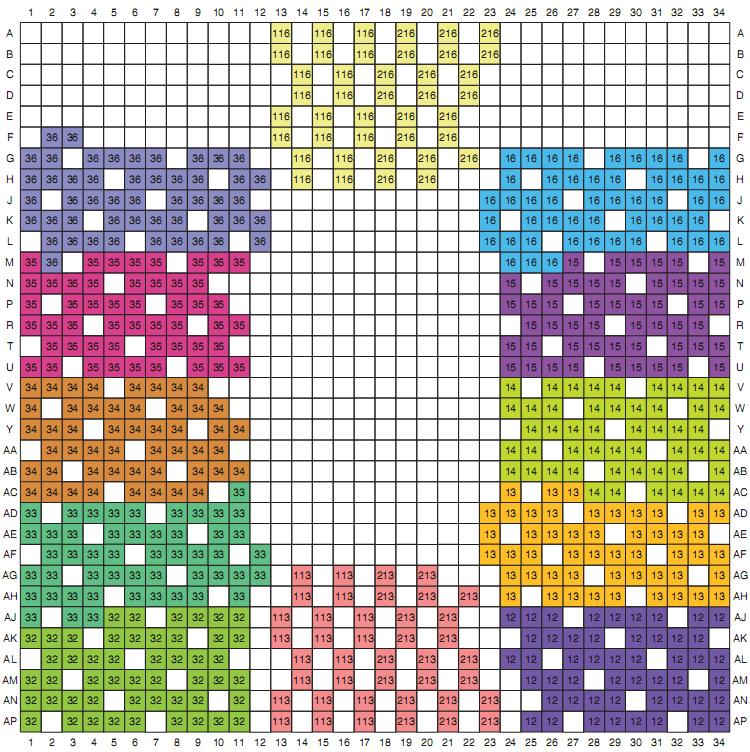 1 2 3 4 5 6 7 8 9 10 11 12 13 14 15 16 17 18 19 20 21 22 23 24 25 26 27 28 29 30 31 32 33 34
A 116 116 116 216 216 216 A
B 116 116 116 216 216 216 B
C 116 116 216 216 216 C
D 116 116 216 216 216 D
E 116 116 116 216 216 E
F 36 36 116 116 116 216 216 F
G 36 36 36 36 36 36 36 36 36 116 116 216 216 216 16 16 16 16 16 16 16 16 16 G
H 36 36 36 36 36 36 36 36 36 36 116 116 216 216 16 16 16 16 16 16 16 16 16 H
J 36 36 36 36 36 36 36 36 36 16 16 16 16 16 16 16 16 16 16 J
K 36 36 36 36 36 36 36 36 36 36 16 16 16 16 16 16 16 16 16 K
L 36 36 36 36 36 36 36 36 36 16 16 16 16 16 16 16 16 16 16 L
M 35 36 35 35 35 35 35 35 35 16 16 16 15 15 15 15 15 15 M
N 35 35 35 35 35 35 35 35 15 15 15 15 15 15 15 15 15 N
P 35 35 35 35 35 35 35 35 15 15 15 15 15 15 15 15 15 P
R 35 35 35 35 35 35 35 35 35 15 15 15 15 15 15 15 15 R
T 35 35 35 35 35 35 35 35 15 15 15 15 15 15 15 15 15 T
U 35 35 35 35 35 35 35 35 35 15 15 15 15 15 15 15 15 15 U
V 34 34 34 34 34 34 34 34 14 14 14 14 14 14 14 14 14 V
W 34 34 34 34 34 34 34 34 14 14 14 14 14 14 14 14 14 W
Y 34 34 34 34 34 34 34 34 34 14 14 14 14 14 14 14 14 Y
AA 34 34 34 34 34 34 34 34 14 14 14 14 14 14 14 14 14 AA
AB 34 34 34 34 34 34 34 34 34 14 14 14 14 14 14 14 14 14 AB
AC 34 34 34 34 34 34 34 34 33 13 13 13 14 14 14 14 14 14 AC
AD 33 33 33 33 33 33 33 33 33 13 13 13 13 13 13 13 13 13 13 AD
AE 33 33 33 33 33 33 33 33 33 13 13 13 13 13 13 13 13 13 AE
AF 33 33 33 33 33 33 33 33 33 13 13 13 13 13 13 13 13 13 13 AF
AG 33 33 33 33 33 33 33 33 33 33 113 113 213 213 13 13 13 13 13 13 13 13 13 AG
AH 33 33 33 33 33 33 33 33 33 113 113 213 213 213 13 13 13 13 13 13 13 13 13 AH
AJ 33 33 33 32 32 32 32 32 32 113 113 113 213 213 12 12 12 12 12 12 12 12 AJ
AK 32 32 32 32 32 32 32 32 32 113 113 113 213 213 12 12 12 12 12 12 12 12 AK
AL 32 32 32 32 32 32 32 32 113 113 213 213 213 12 12 12 12 12 12 12 12 12 AL
AM 32 32 32 32 32 32 32 32 32 113 113 213 213 213 12 12 12 12 12 12 12 12 AM
AN 32 32 32 32 32 32 32 32 32 113 113 113 213 213 213 12 12 12 12 12 12 12 12 AN
AP 32 32 32 32 32 32 32 32 32 113 113 113 213 213 213 12 12 12 12 12 12 12 12 AP
1 2 3 4 5 6 7 8 9 10 11 12 13 14 15 16 17 18 19 20 21 22 23 24 25 26 27 28 29 30 31 32 33 34